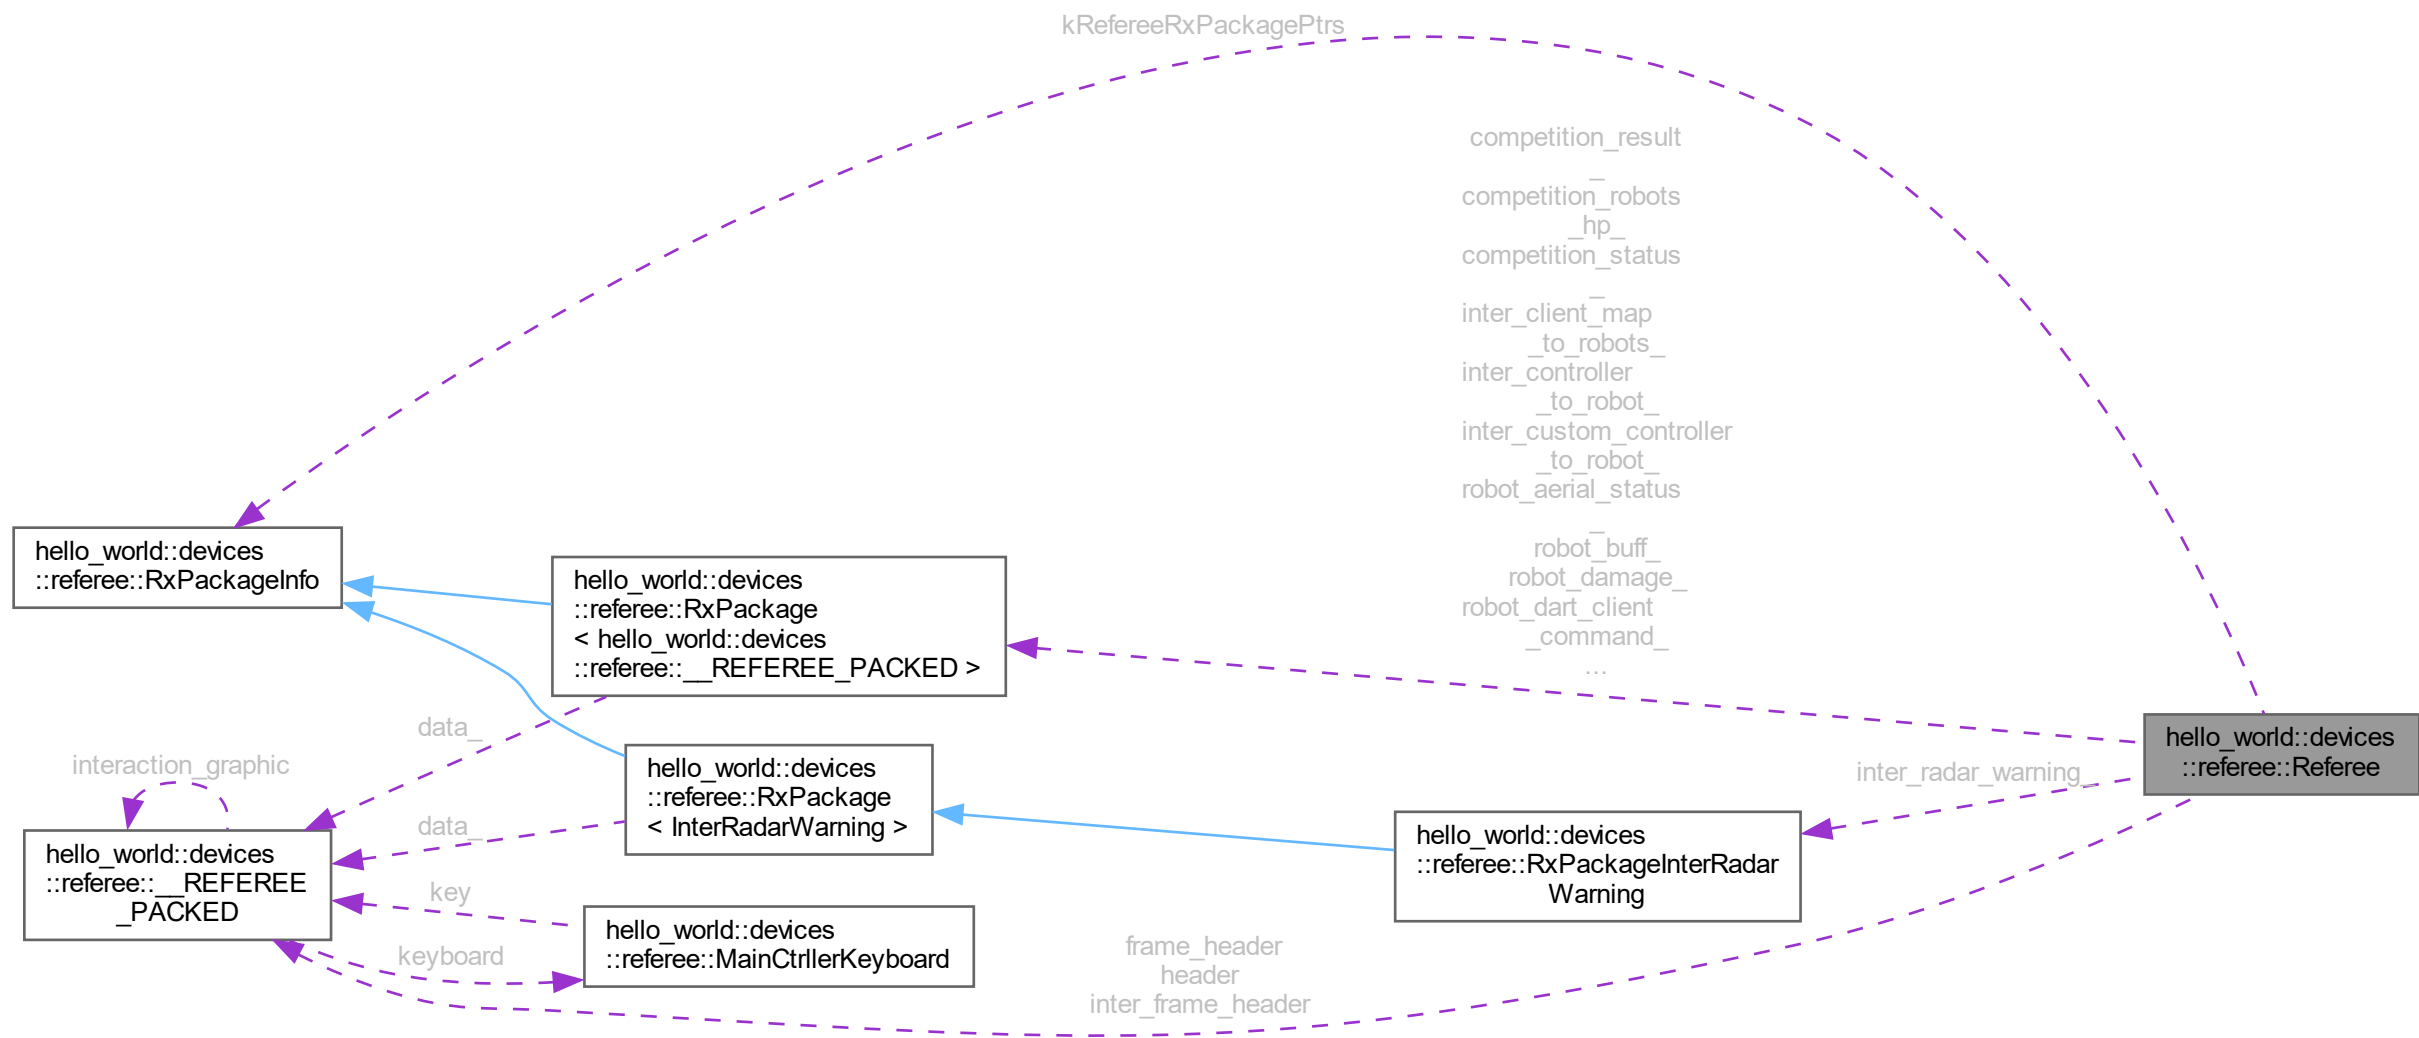 kRefereeRxPackagePtrs
competition_result
_
competition_robots
_hp_
competition_status
_
inter_client_map
_to_robots_
inter_controller
_to_robot_
inter_custom_controller
_to_robot_
robot_aerial_status
_
robot_buff_
robot_damage_
robot_dart_client
_command_
...
hello_world::devices
::referee::RxPackageInfo
hello_world::devices
::referee::RxPackage
< hello_world::devices
::referee::__REFEREE_PACKED >
data_
interaction_graphic
hello_world::devices
::referee::RxPackage
< InterRadarWarning >
data_
hello_world::devices
::referee::Referee
inter_radar_warning_
hello_world::devices
::referee::RxPackageInterRadar
Warning
hello_world::devices
::referee::__REFEREE
_PACKED
key
keyboard
hello_world::devices
::referee::MainCtrllerKeyboard
frame_header
header
inter_frame_header